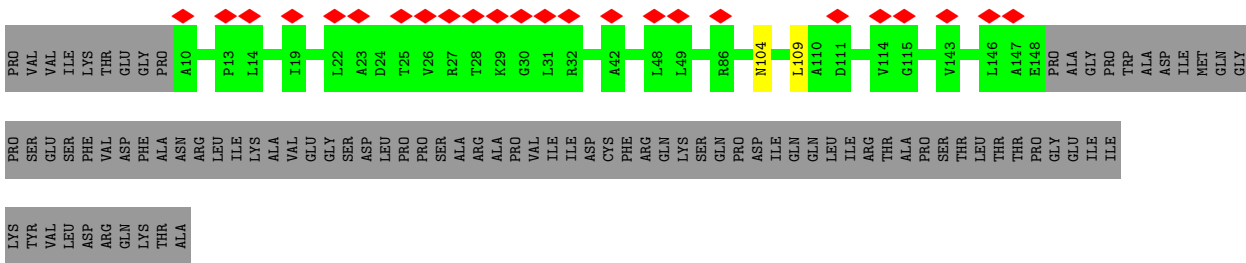 PRO VAL VAL ILE LYS THR GLU GLY PRO A10 P13 L14 I19 L22 A23 D24 T25 V26 R27 T28 K29 G30 L31 R32 A42 L48 L49 R86 N104 L109 A110 D111 V114 G115 V143 L146 A147 E148 PRO ALA GLY PRO TRP ALA ASP ILE MET GLN GLY
PRO SER GLU SER PHE VAL ASP PHE ALA ASN ARG LEU ILE LYS ALA VAL GLU GLY SER ASP LEU PRO PRO SER ALA ARG ALA PRO VAL ILE ILE ASP CYS PHE ARG GLN LYS SER GLN PRO ASP ILE GLN GLN LEU ILE ARG THR ALA PRO SER THR LEU THR THR PRO GLY GLU ILE ILE
LYS TYR VAL LEU ASP ARG GLN LYS THR ALA